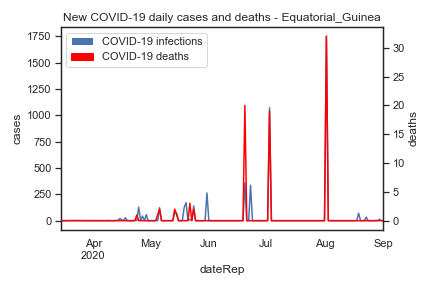 New COVID-19 daily cases and deaths - Equatorial_Guinea
COVID-19 infections
COVID-19 deaths
1750
1500
1250
1000
750
500
250
0
cases
30
25
20
15
10
5
0
deaths
Apr May Jun Jul Aug Sep
2020
dateRep